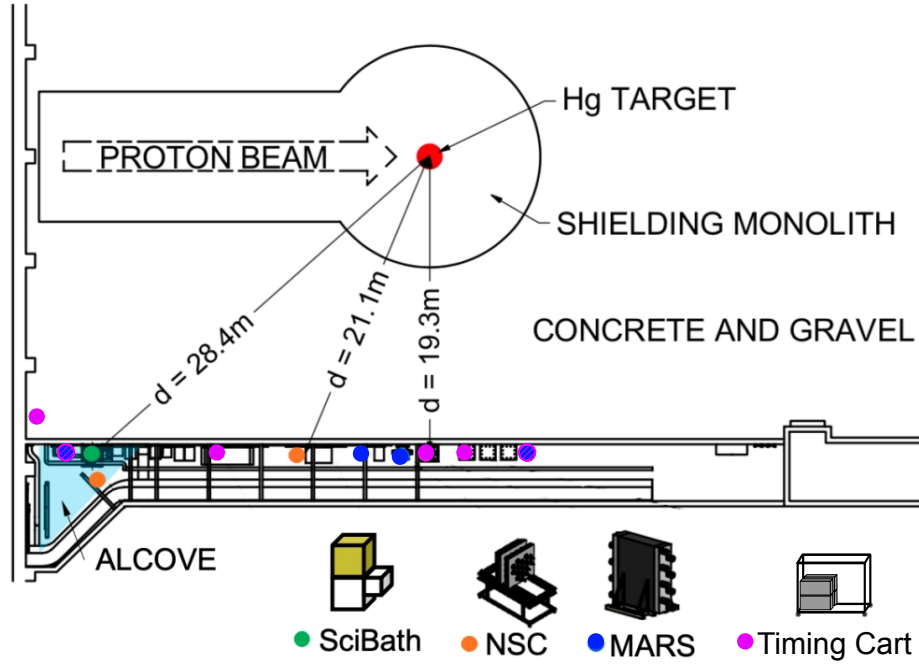 Hg TARGET
PROTON BEAM
SHIELDING MONOLITH
d = 28.4m
d = 21.1m
d = 19.3m
CONCRETE AND GRAVEL
ALCOVE
SciBath
NSC
MARS
Timing Cart